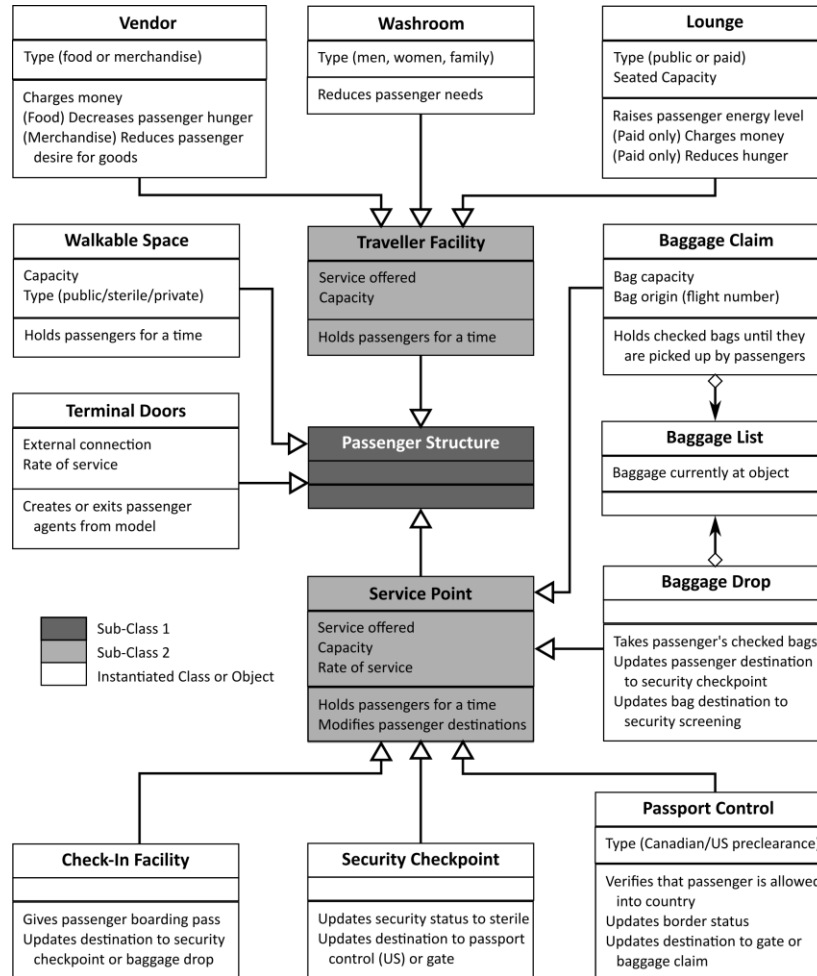 Vendor
Type (food or merchandise)
Charges money
(Food) Decreases passenger hunger
(Merchandise) Reduces passenger
desire for goods
Washroom
Type (men, women, family)
Reduces passenger needs
Lounge
Type (public or paid)
Seated Capacity
Raises passenger energy level
(Paid only) Charges money
(Paid only) Reduces hunger
Walkable Space
Capacity
Type (public/sterile/private)
Holds passengers for a time
Traveller Facility
Service offered
Capacity
Holds passengers for a time
Baggage Claim
Bag capacity
Bag origin (flight number)
Holds checked bags until they
are picked up by passengers
Terminal Doors
External connection
Rate of service
Creates or exits passenger
agents from model
Passenger Structure
Baggage List
Baggage currently at object
Service Point
Service offered
Capacity
Rate of service
Holds passengers for a time
Modifies passenger destinations
Baggage Drop
Takes passenger's checked bags
Updates passenger destination
to security checkpoint
Updates bag destination to
security screening
Sub-Class 1
Sub-Class 2
Instantiated Class or Object
Check-In Facility
Gives passenger boarding pass
Updates destination to security
checkpoint or baggage drop
Security Checkpoint
Updates security status to sterile
Updates destination to passport
control (US) or gate
Passport Control
Type (Canadian/US preclearance)
Verifies that passenger is allowed
into country
Updates border status
Updates destination to gate or
baggage claim